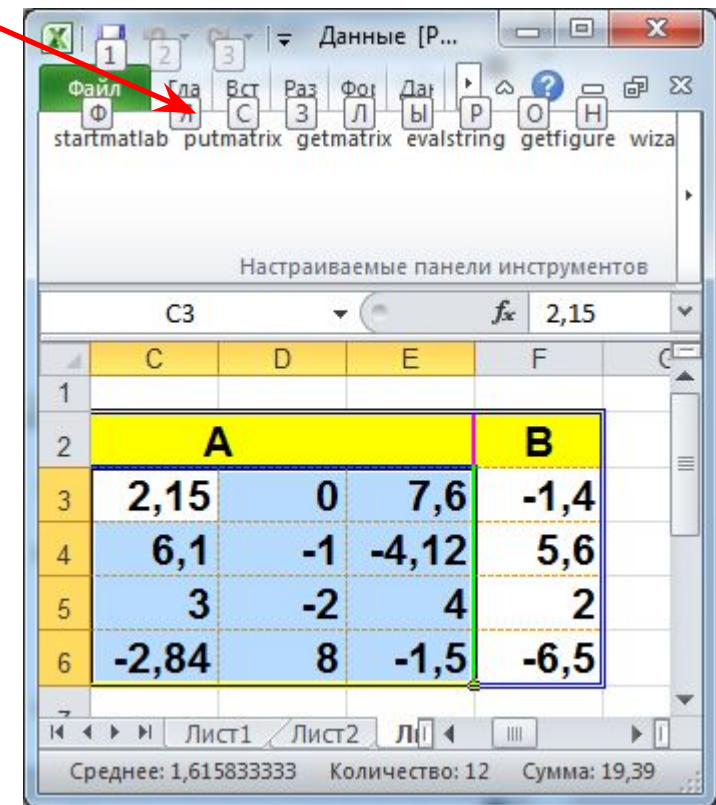 Данные [Р...
1 2 3
Файл Гла Вст Раз Фор
Ф Л С З Л Ы Р О Н
startmatlab putmatrix getmatrix evalstring getfigure wiza
Настраиваемые панели инструментов
C3 fx 2,15
C D E F
1
2 A B
3 2,15 0 7,6 -1,4
4 6,1 -1 -4,12 5,6
5 3 -2 4 2
6 -2,84 8 -1,5 -6,5
Лист1 Лист2
Среднее: 1,615833333 Количество: 12 Сумма: 19,39